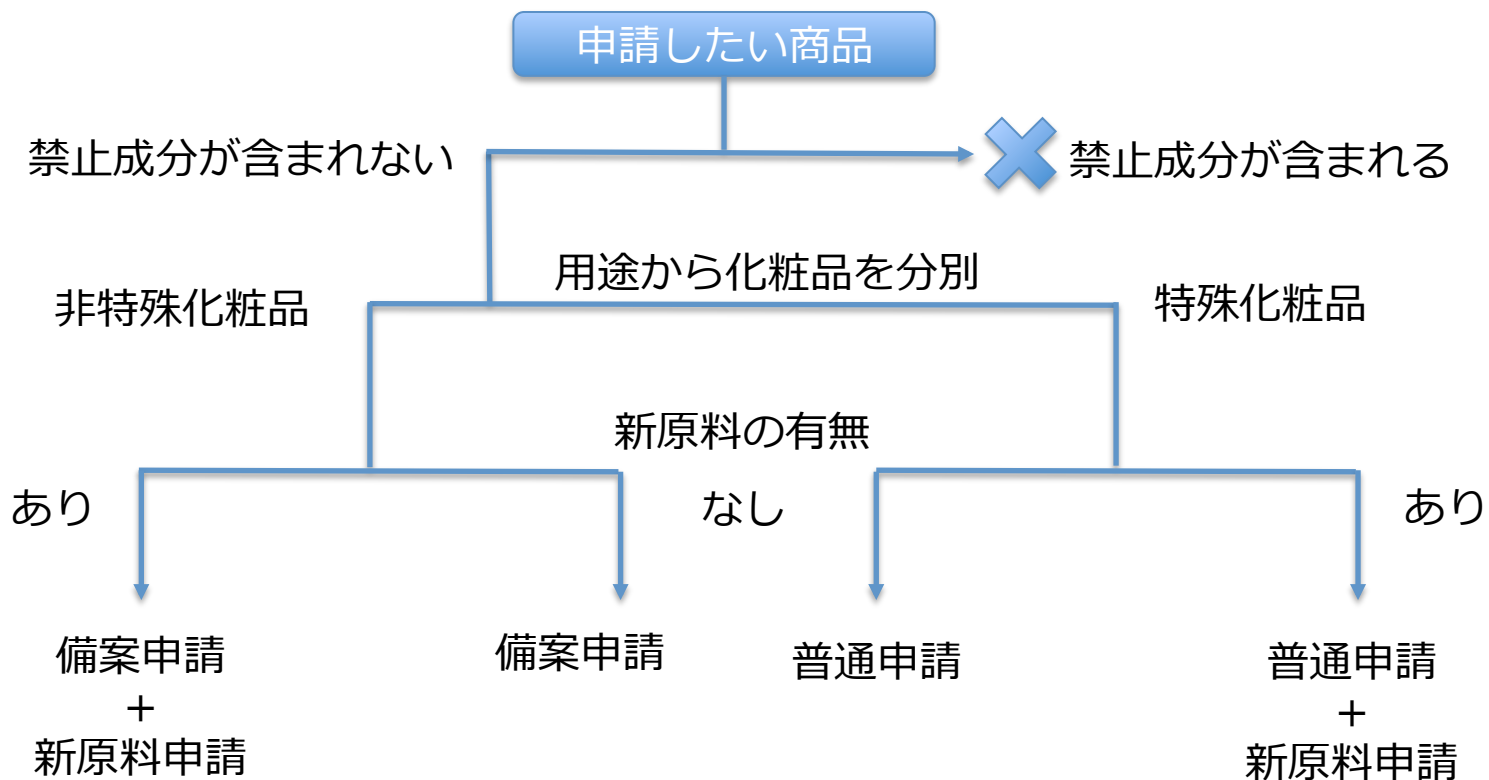 申請したい商品
禁止成分が含まれない
禁止成分が含まれる
用途から化粧品を分別
非特殊化粧品
特殊化粧品
新原料の有無
あり
なし
あり
備案申請
+
新原料申請
備案申請
普通申請
普通申請
+
新原料申請